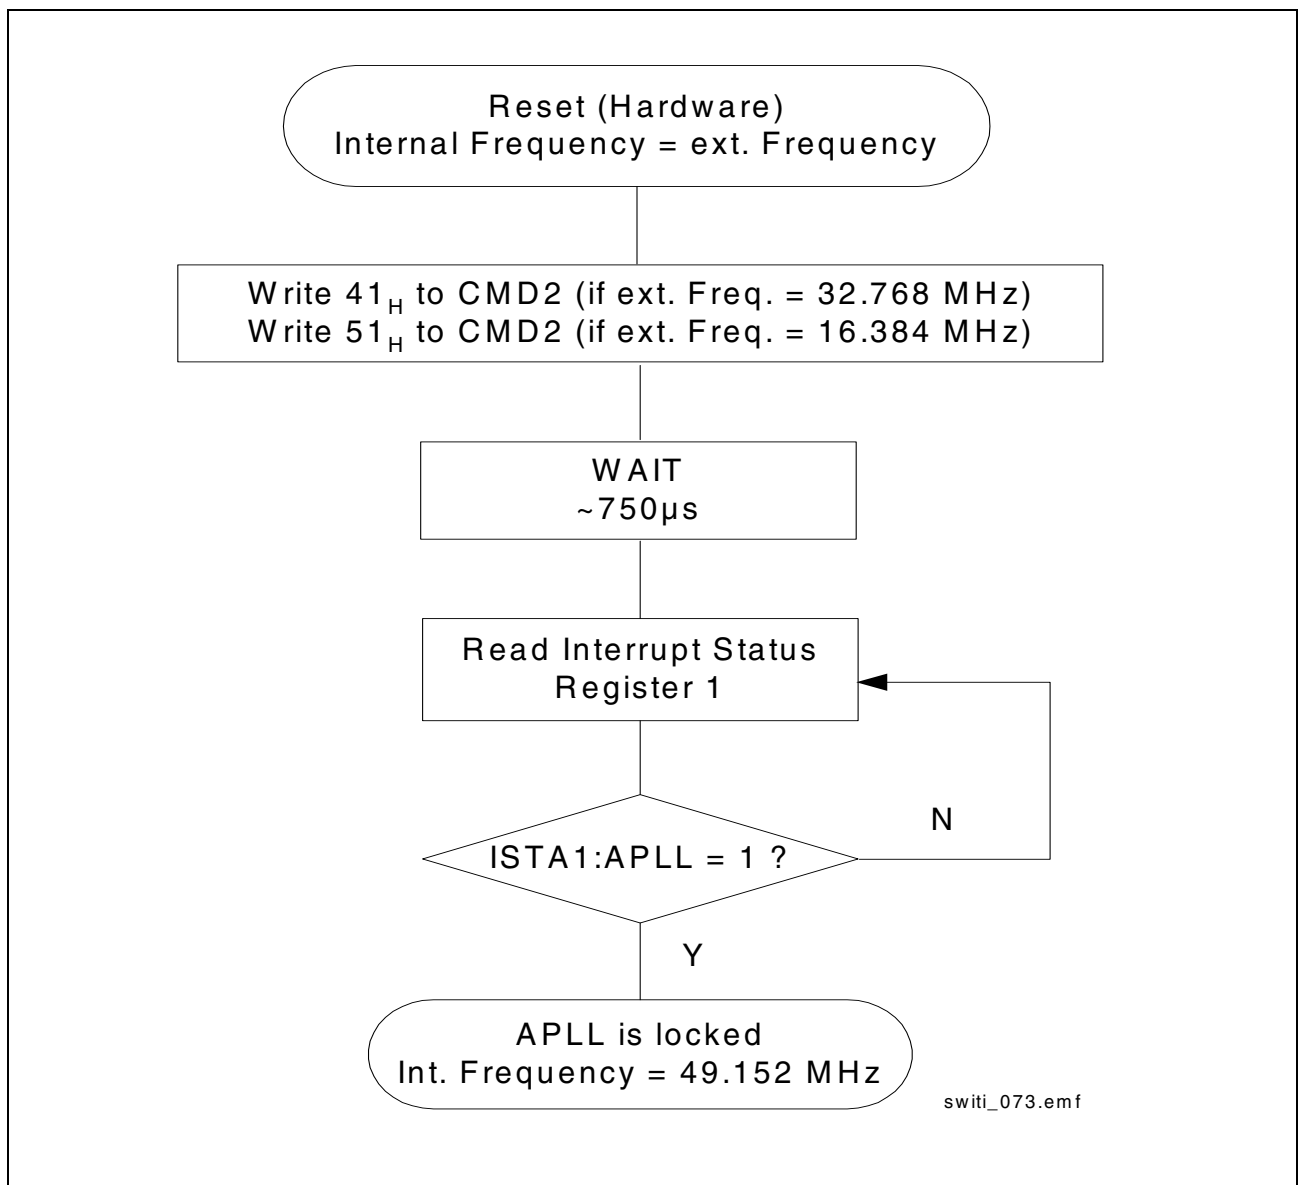 Reset (Hardware)
Internal Frequency = ext. Frequency
Write 41H to CMD2 (if ext. Freq. = 32.768 MHz)
Write 51H to CMD2 (if ext. Freq. = 16.384 MHz)
WAIT
~750µs
Read Interrupt Status
Register 1
N
ISTA1:APLL = 1 ?
Y
APLL is locked
Int. Frequency = 49.152 MHz
switi_073.emf